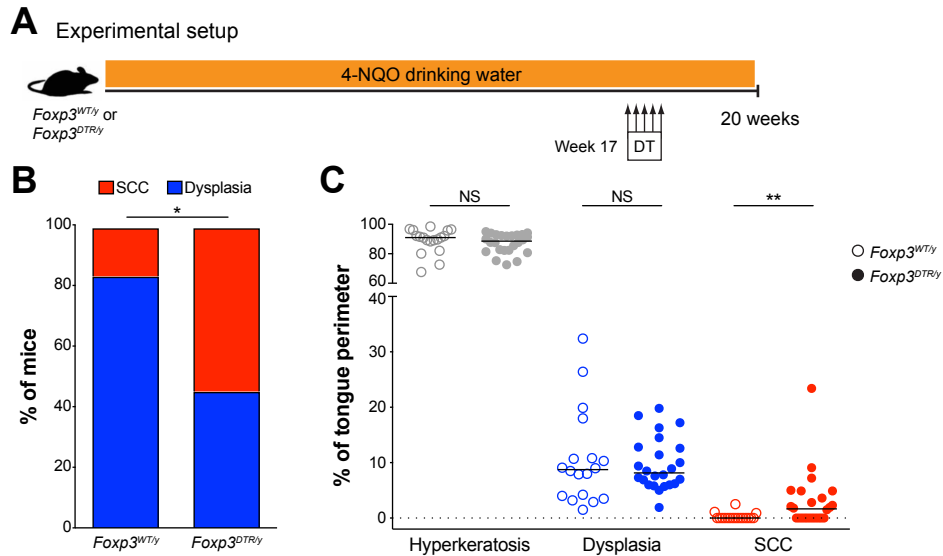 A Experimental setup
4-NQO drinking water
Foxp3WT/y or
Foxp3DTR/y
Week 17
DT
20 weeks
B
SCC
Dysplasia
*
% of mice
100
80
60
40
20
0
Foxp3WT/y
Foxp3DTR/y
C
NS
NS
**
% of tongue perimeter
100
80
60
40
30
20
10
0
Foxp3WT/y
Foxp3DTR/y
Hyperkeratosis
Dysplasia
SCC